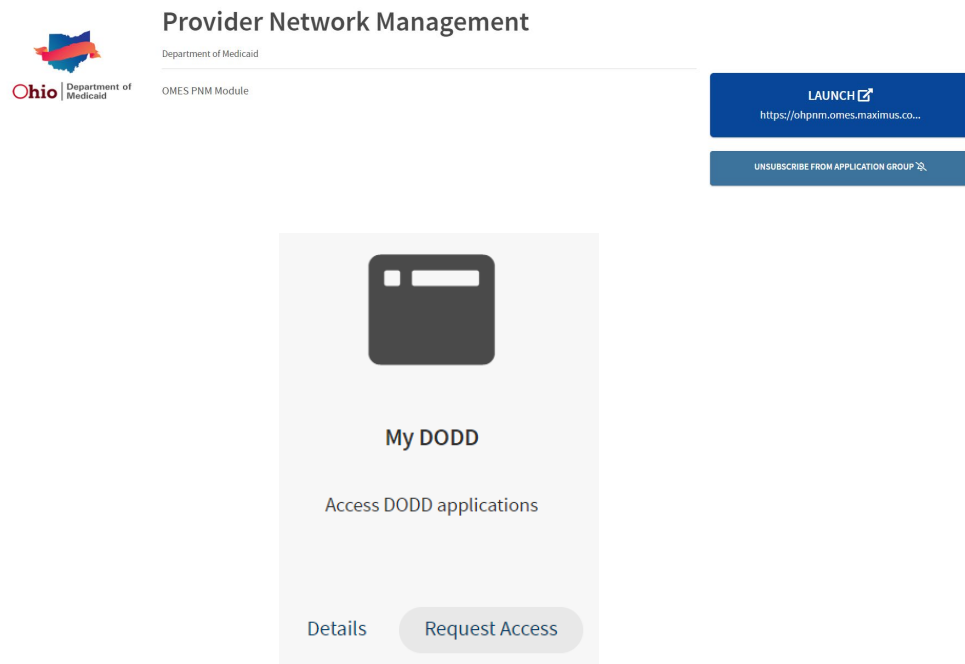 Provider Network Management
Department of Medicaid
Ohio
Department of
Medicaid
OMES PNM Module
LAUNCH
https://ohpnm.omes.maximus.co...
UNSUBSCRIBE FROM APPLICATION GROUP
My DODD
Access DODD applications
Details
Request Access